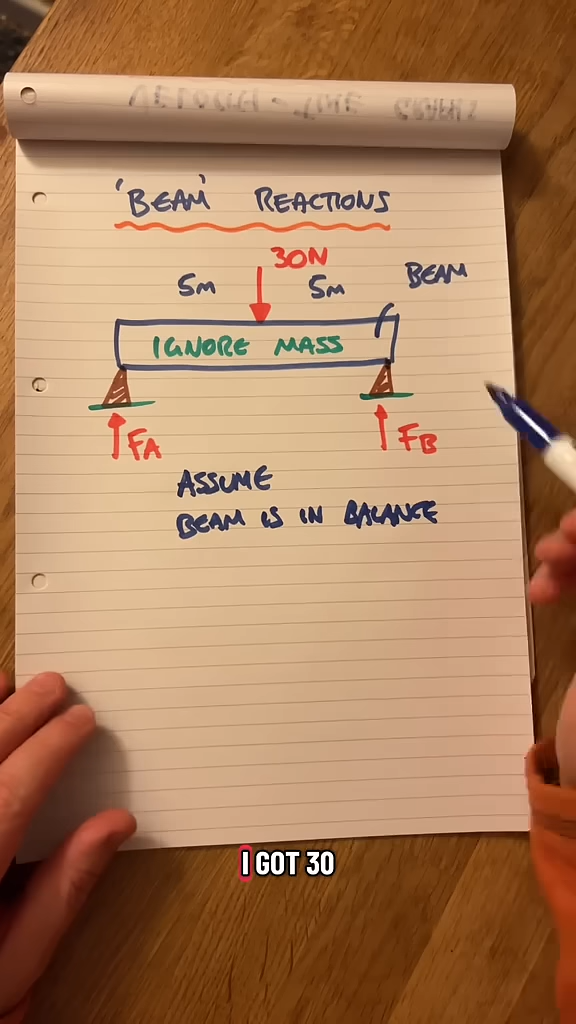 'BEAM' REACTIONS
30N
5m 5m BEAM
IGNORE MASS
FA FB
ASSUME
BEAM IS IN BALANCE
I GOT 30